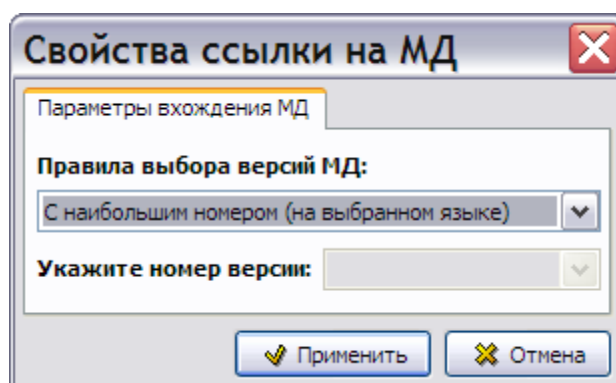 Свойства ссылки на МД
Параметры вхождения МД
Правила выбора версий МД:
С наибольшим номером (на выбранном языке)
Укажите номер версии:
Применить Отмена